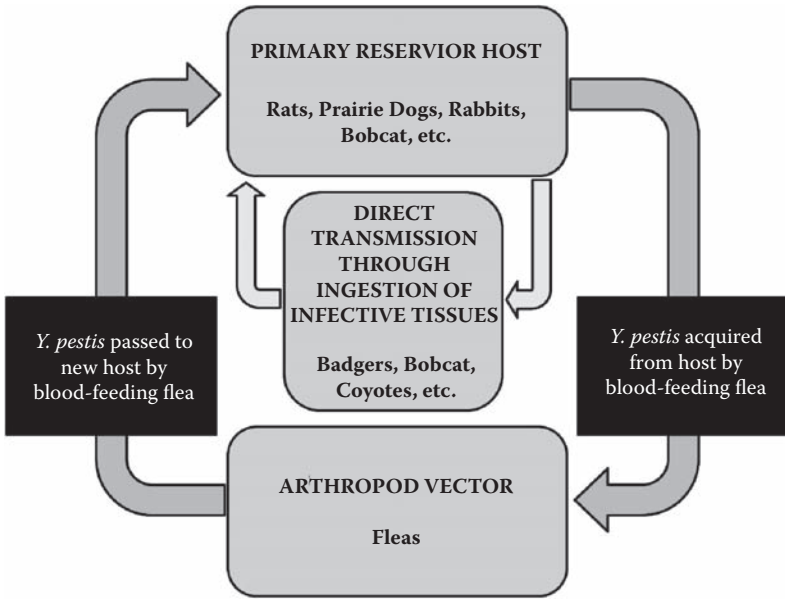 PRIMARY RESERVIOR HOST
Rats, Prairie Dogs, Rabbits,
Bobcat, etc.
DIRECT
TRANSMISSION
THROUGH
INGESTION OF
INFECTIVE TISSUES
Badgers, Bobcat,
Coyotes, etc.
Y. pestis passed to
new host by
blood-feeding flea
Y. pestis acquired
from host by
blood-feeding flea
ARTHROPOD VECTOR
Fleas